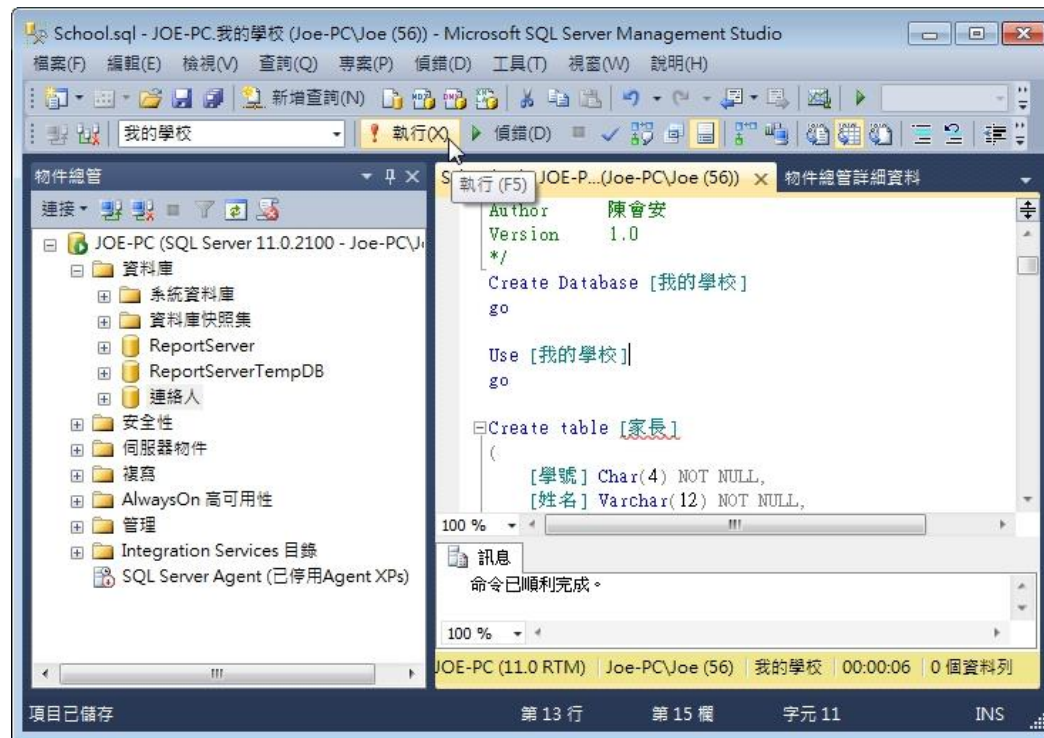 School.sql - JOE-PC.我的學校 (Joe-PC\Joe (56)) - Microsoft SQL Server Management Studio
檔案(F) 編輯(E) 檢視(V) 查詢(Q) 專案(P) 偵錯(D) 工具(T) 視窗(W) 說明(H)
新增查詢(N)
我的學校 執行(X) 偵錯(D)
物件總管
連接
JOE-PC (SQL Server 11.0.2100 - Joe-PC\J
資料庫
系統資料庫
資料庫快照集
ReportServer
ReportServerTempDB
連絡人
安全性
伺服器物件
複寫
AlwaysOn 高可用性
管理
Integration Services 目錄
SQL Server Agent (已停用Agent XPs)
JOE-P...(Joe-PC\Joe (56)) 物件總管詳細資料
執行 (F5)
Author 陳會安
Version 1.0
*/
Create Database [我的學校]
go
Use [我的學校]
go
Create table [家長]
(
[學號] Char(4) NOT NULL,
[姓名] Varchar(12) NOT NULL,
100 %
訊息
命令已順利完成。
100 %
JOE-PC (11.0 RTM) Joe-PC\Joe (56) 我的學校 00:00:06 0 個資料列
項目已儲存 第 13 行 第 15 欄 字元 11 INS